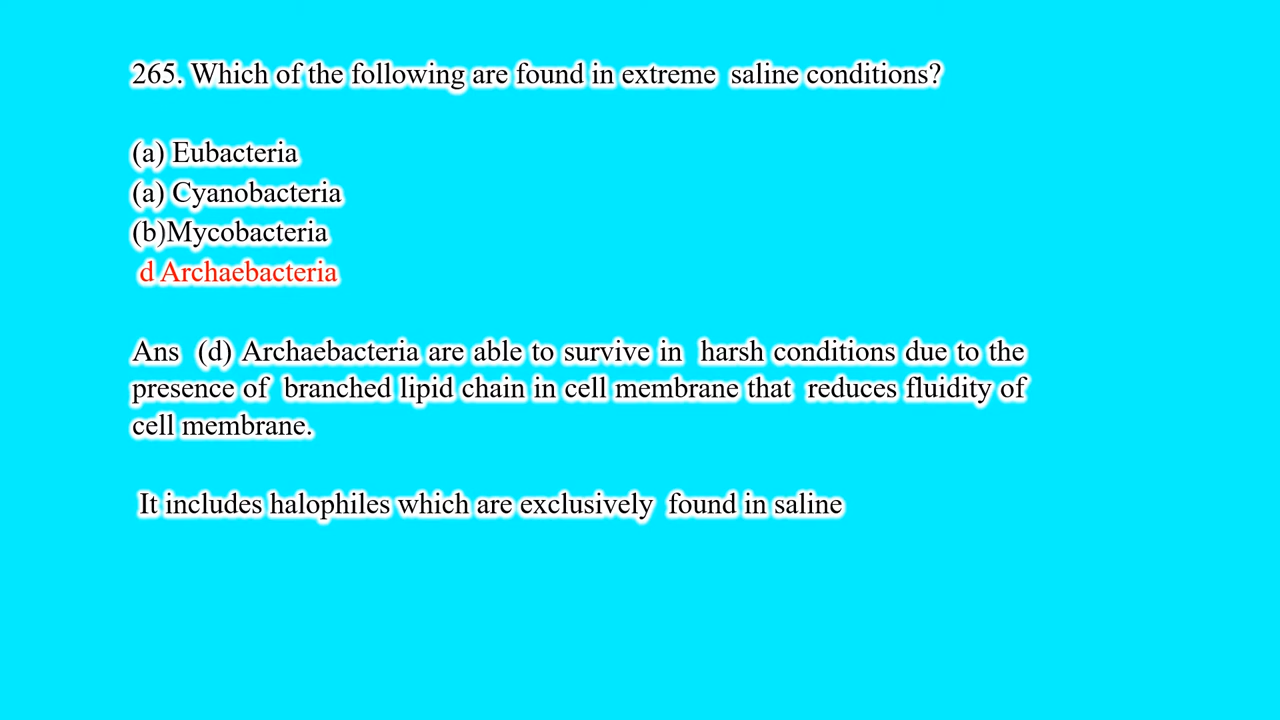 265. Which of the following are found in extreme saline conditions?
(a) Eubacteria
(a) Cyanobacteria
(b)Mycobacteria
d Archaebacteria
Ans (d) Archaebacteria are able to survive in harsh conditions due to the
presence of branched lipid chain in cell membrane that reduces fluidity of
cell membrane.
It includes halophiles which are exclusively found in saline